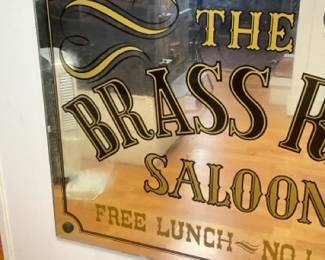 THE
BRASS R
SALOON
FREE LUNCH ~ NO